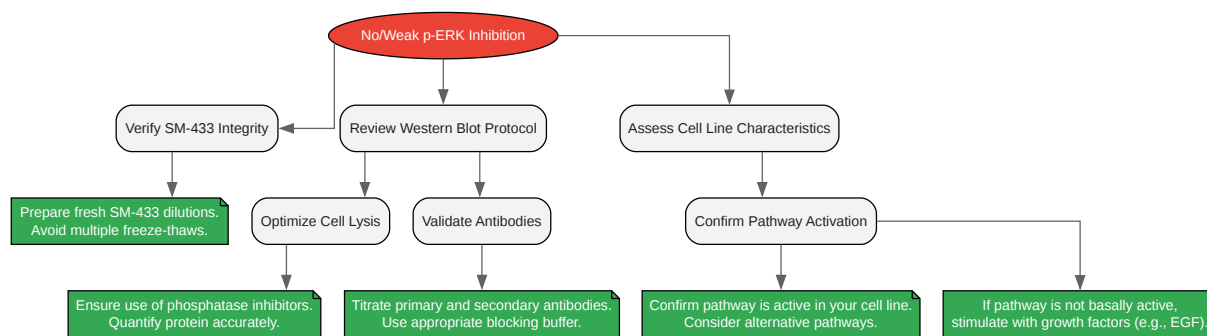 No/Weak p-ERK Inhibition
Verify SM-433 Integrity
Review Western Blot Protocol
Assess Cell Line Characteristics
Prepare fresh SM-433 dilutions.
Avoid multiple freeze-thaws.
Optimize Cell Lysis
Validate Antibodies
Confirm Pathway Activation
Ensure use of phosphatase inhibitors.
Quantify protein accurately.
Titrate primary and secondary antibodies.
Use appropriate blocking buffer.
Confirm pathway is active in your cell line.
Consider alternative pathways.
If pathway is not basally active,
stimulate with growth factors (e.g., EGF).